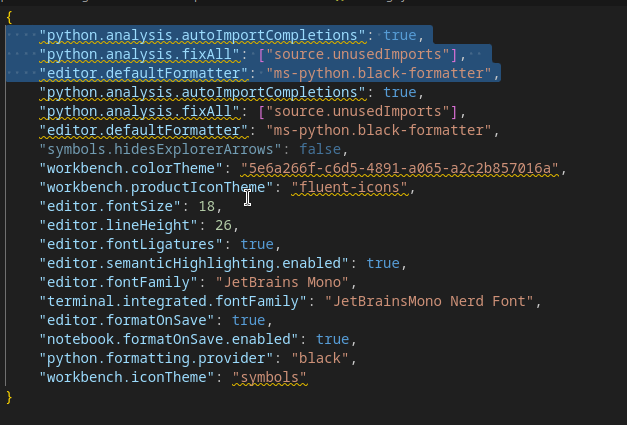 {
    "python.analysis.autoImportCompletions": true,
    "python.analysis.fixAll": ["source.unusedImports"],
    "editor.defaultFormatter": "ms-python.black-formatter",
    "python.analysis.autoImportCompletions": true,
    "python.analysis.fixAll": ["source.unusedImports"],
    "editor.defaultFormatter": "ms-python.black-formatter",
    "symbols.hidesExplorerArrows": false,
    "workbench.colorTheme": "5e6a266f-c6d5-4891-a065-a2c2b857016a",
    "workbench.productIconTheme": "fluent-icons",
    "editor.fontSize": 18,
    "editor.lineHeight": 26,
    "editor.fontLigatures": true,
    "editor.semanticHighlighting.enabled": true,
    "editor.fontFamily": "JetBrains Mono",
    "terminal.integrated.fontFamily": "JetBrainsMono Nerd Font",
    "editor.formatOnSave": true,
    "notebook.formatOnSave.enabled": true,
    "python.formatting.provider": "black",
    "workbench.iconTheme": "symbols"
}